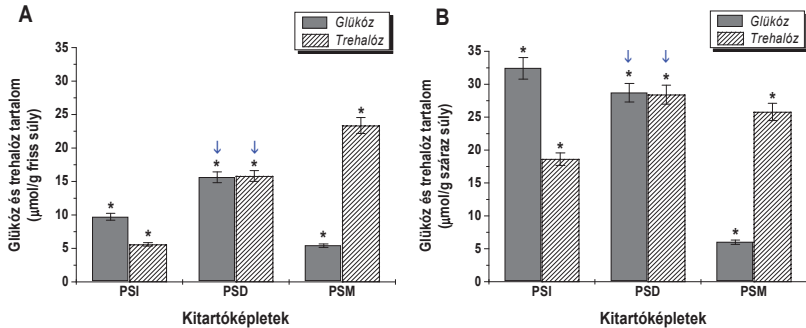 A
Glükóz
Trehalóz
Glükóz és trehalóz tartalom
(μmol/g friss súly)
35
30
25
20
15
10
5
0
* * * * * *
↓ ↓
PSI PSD PSM
Kitartóképletek
B
Glükóz
Trehalóz
Glükóz és trehalóz tartalom
(μmol/g száraz súly)
35
30
25
20
15
10
5
0
* * * * * *
↓ ↓
PSI PSD PSM
Kitartóképletek